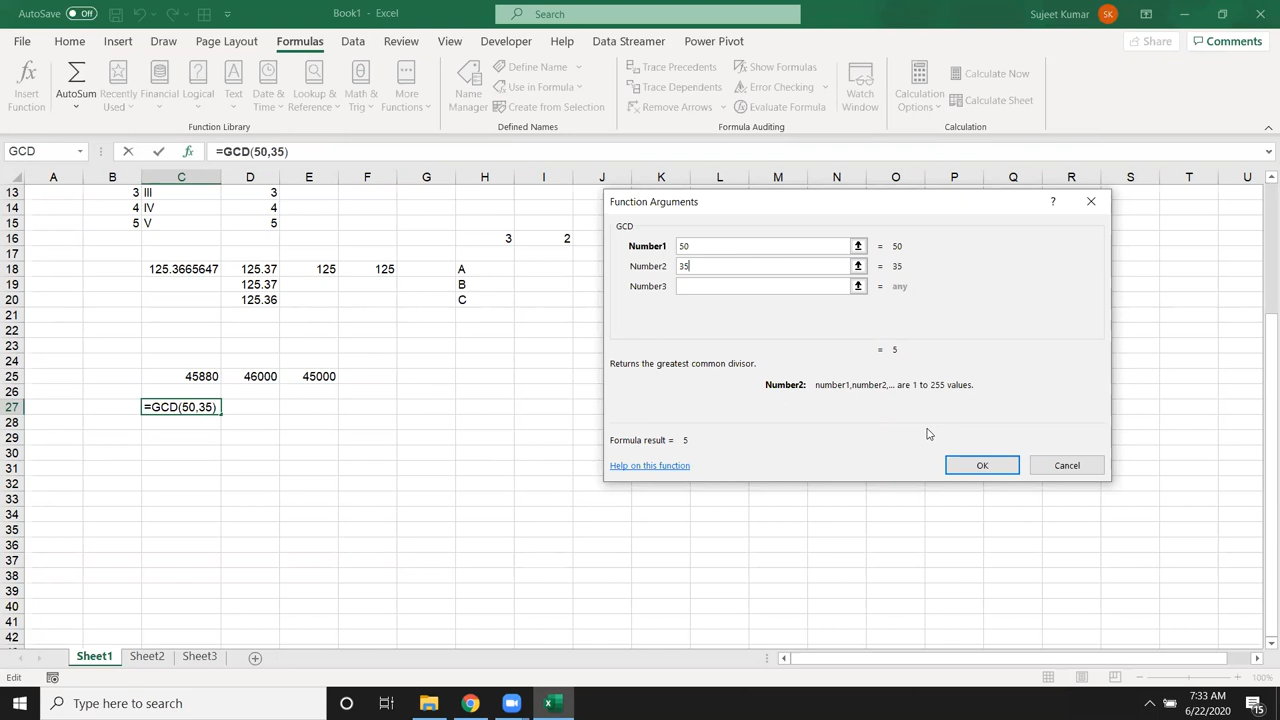 AutoSave Off Book1 - Excel Search Sujeet Kumar SK
File Home Insert Draw Page Layout Formulas Data Review View Developer Help Data Streamer Power Pivot Share Comments
Insert Function AutoSum Recently Used Financial Logical Text Date & Time Lookup & Reference Math & Trig More Functions
Function Library
Name Manager Define Name Use in Formula Create from Selection
Defined Names
Trace Precedents Trace Dependents Remove Arrows Show Formulas Error Checking Evaluate Formula Watch Window
Formula Auditing
Calculation Options Calculate Now Calculate Sheet
Calculation
GCD fx =GCD(50,35)
A B C D E F G H I J K L M N O P Q R S T U
13 3 III 3
14 4 IV 4
15 5 V 5
16 3 2
17
18 125.3665647 125.37 125 125 A
19 125.37 B
20 125.36 C
21
22
23
24
25 45880 46000 45000
26
27 =GCD(50,35)
28
29
30
31
32
33
34
35
36
37
38
39
40
41
42
Function Arguments ?
GCD
Number1 50 = 50
Number2 35 = 35
Number3 = any
= 5
Returns the greatest common divisor.
Number2: number1,number2,... are 1 to 255 values.
Formula result = 5
Help on this function OK Cancel
Sheet1 Sheet2 Sheet3
Edit 100%
Type here to search 7:33 AM
6/22/2020 15